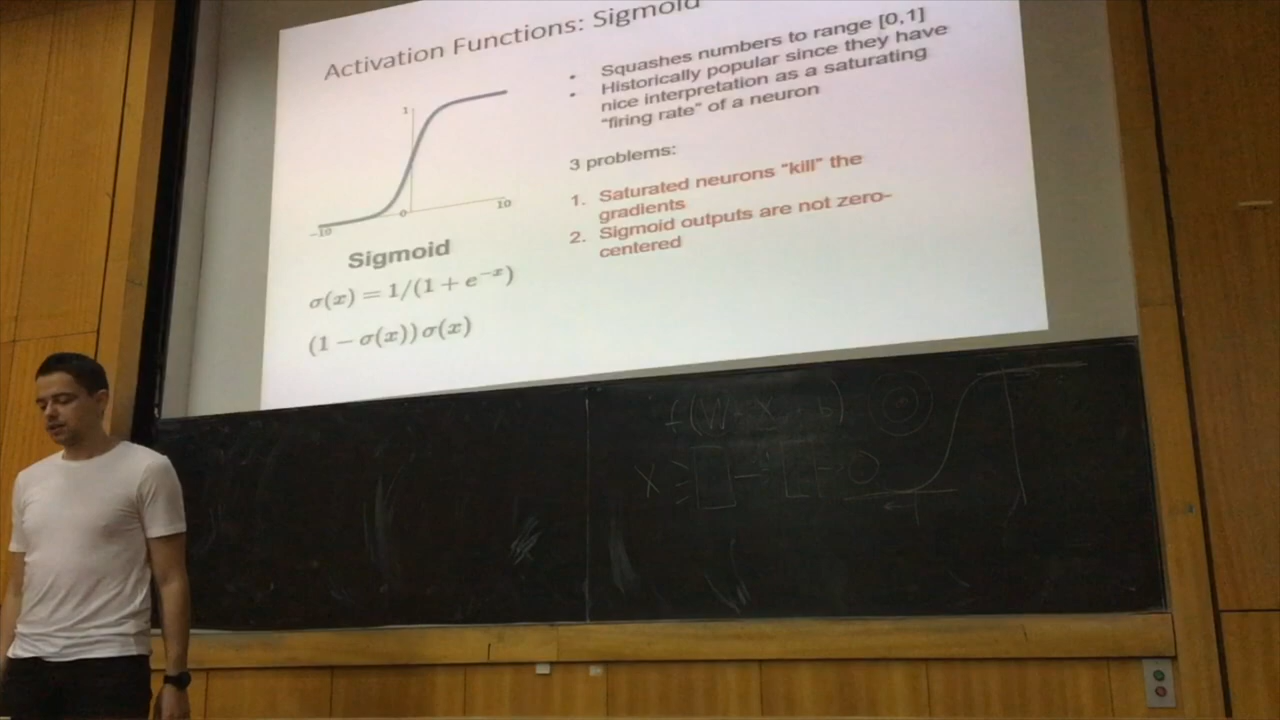 Activation Functions: Sigmoid
• Squashes numbers to range [0,1]
• Historically popular since they have
nice interpretation as a saturating
“firing rate” of a neuron
3 problems:
1. Saturated neurons “kill” the
gradients
2. Sigmoid outputs are not zero-
centered
1
0
−10
10
Sigmoid
σ(x) = 1/(1 + e^{−x})
(1 − σ(x)) σ(x)
f(W X b)
X